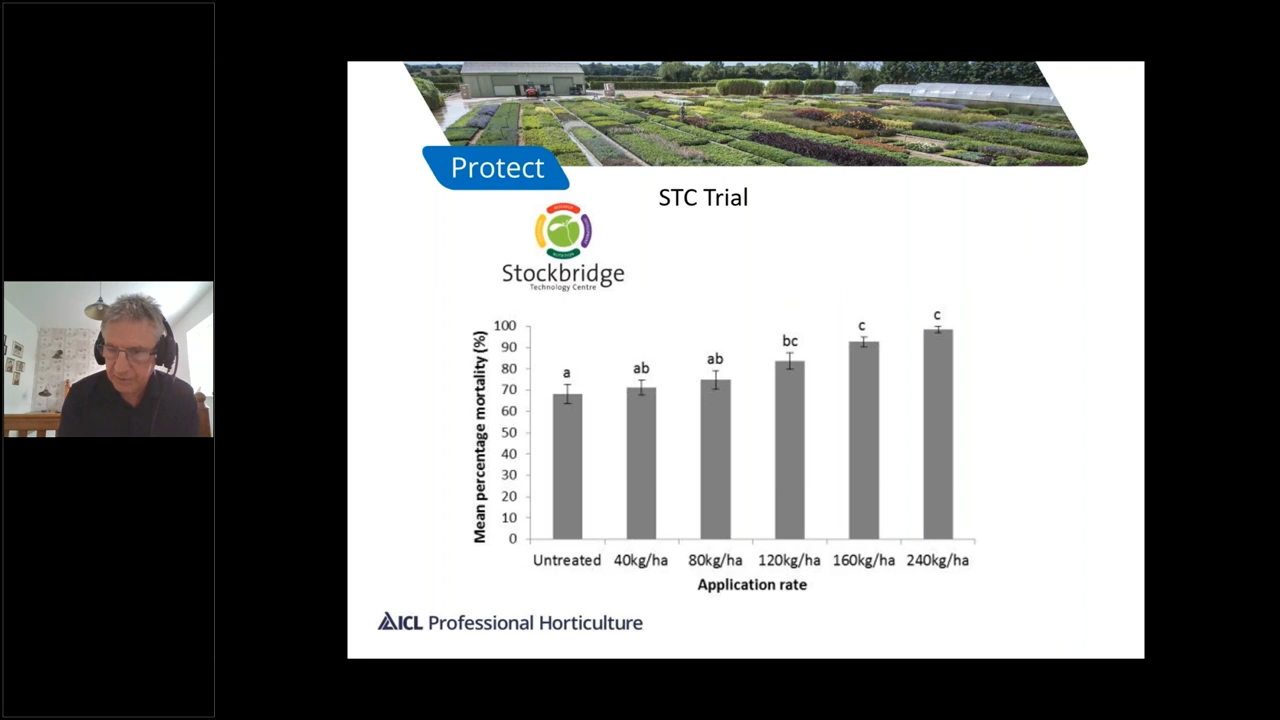 Protect
STC Trial
Stockbridge
Technology Centre
Mean percentage mortality (%)
100
90
80
70
60
50
40
30
20
10
0
a
ab
ab
bc
c
c
Untreated 40kg/ha 80kg/ha 120kg/ha 160kg/ha 240kg/ha
Application rate
ICL Professional Horticulture